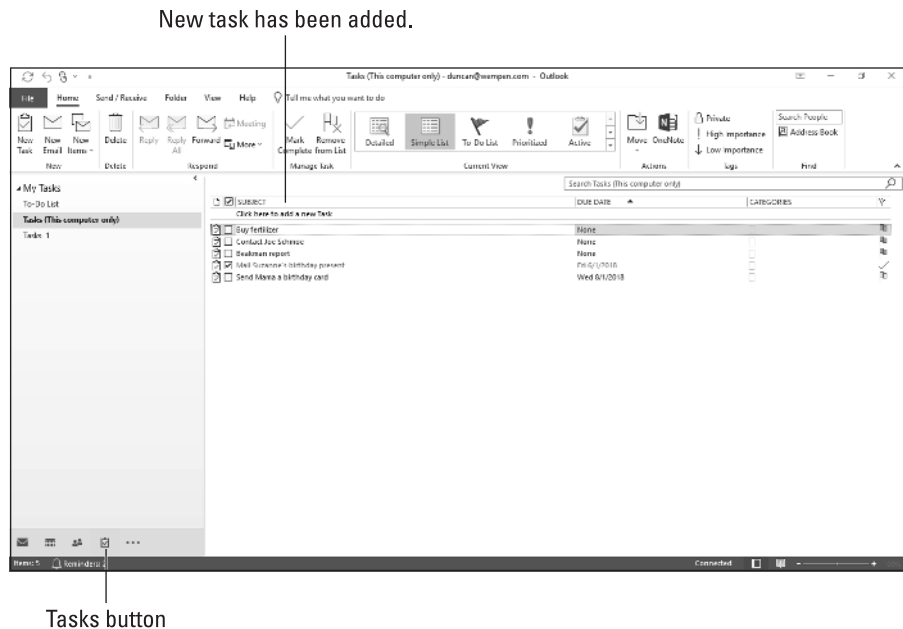 New task has been added.
Tasks (This computer only) - duncan@wempen.com - Outlook
File Home Send / Receive Folder View Help Tell me what you want to do
New Task
New Email
New Items
Delete
Reply
Reply All
Forward
Meeting
More
Mark Complete
Remove from List
Detailed
Simple List
To-Do List
Prioritized
Active
Move
OneNote
Private
High importance
Low importance
Search People
Address Book
New Delete Respond Manage Task Current View Actions Tags Find
My Tasks
To-Do List
Tasks (This computer only)
Tasks 1
Search Tasks (This computer only)
SUBJECT DUE DATE CATEGORIES
Click here to add a new Task
Buy fertilizer None
Contact Joe Schmoe None
Beakman report None
Mail Suzanne's birthday present Fri 6/1/2018
Send Mama a birthday card Wed 8/1/2018
Items: 5 Reminders: Connected
Tasks button